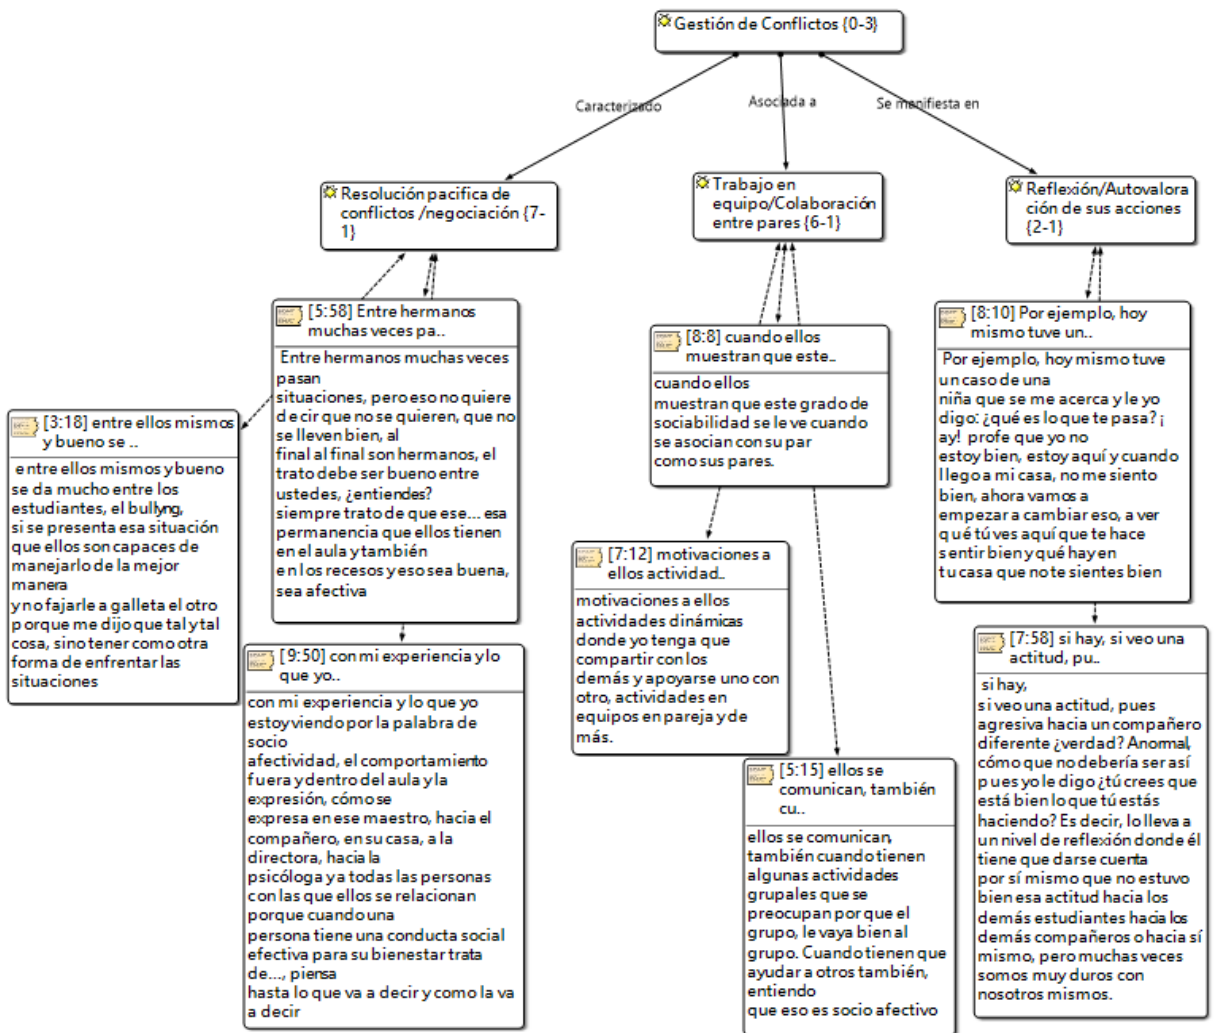 Gestión de Conflictos {0-3}
Caracterizado
Asociada a
Se manifiesta en
Resolución pacifica de
conflictos /negociación {7-
1}
Trabajo en
equipo/Colaboración
entre pares {6-1}
Reflexión/Autovalora
ción de sus acciones
{2-1}
[5:58] Entre hermanos
muchas veces pa..
Entre hermanos muchas veces
pasan
situaciones, pero eso no quiere
decir que no se quieren, que no
se lleven bien, al
final al final son hermanos, el
trato debe ser bueno entre
ustedes, ¿entiendes?
siempre trato de que ese... esa
permanencia que ellos tienen
en el aula y también
en los recesos y eso sea buena,
sea afectiva
[3:18] entre ellos mismos
y bueno se ..
entre ellos mismos y bueno
se da mucho entre los
estudiantes, el bullyng,
si se presenta esa situación
que ellos son capaces de
manejarlo de la mejor
manera
y no fajarle a galleta el otro
porque me dijo que tal y tal
cosa, sino tener como otra
forma de enfrentar las
situaciones
[9:50] con mi experiencia y lo
que yo..
con mi experiencia y lo que yo
estoy viendo por la palabra de
socio
afectividad, el comportamiento
fuera y dentro del aula y la
expresión, cómo se
expresa en ese maestro, hacia el
compañero, en su casa, a la
directora, hacia la
psicóloga y a todas las personas
con las que ellos se relacionan
porque cuando una
persona tiene una conducta social
efectiva para su bienestar trata
de..., piensa
hasta lo que va a decir y como la va
a decir
[8:8] cuando ellos
muestran que este..
cuando ellos
muestran que este grado de
sociabilidad se le ve cuando
se asocian con su par
como sus pares.
[7:12] motivaciones a
ellos actividad..
motivaciones a ellos
actividades dinámicas
donde yo tenga que
compartir con los
demás y apoyarse uno con
otro, actividades en
equipos en pareja y de
más.
[5:15] ellos se
comunican, también
cu..
ellos se comunican,
también cuando tienen
algunas actividades
grupales que se
preocupan por que el
grupo, le vaya bien al
grupo. Cuando tienen que
ayudar a otros también,
entiendo
que eso es socio afectivo
[8:10] Por ejemplo, hoy
mismo tuve un..
Por ejemplo, hoy mismo tuve
un caso de una
niña que se me acerca y le yo
digo: ¿qué es lo que te pasa? ¡
ay! profe que yo no
estoy bien, estoy aquí y cuando
llego a mi casa, no me siento
bien, ahora vamos a
empezar a cambiar eso, a ver
qué tú ves aquí que te hace
sentir bien y qué hay en
tu casa que no te sientes bien
[7:58] si hay, si veo una
actitud, pu..
si hay,
si veo una actitud, pues
agresiva hacia un compañero
diferente ¿verdad? Anormal,
cómo que no debería ser así
pues yo le digo ¿tú crees que
está bien lo que tú estás
haciendo? Es decir, lo lleva a
un nivel de reflexión donde él
tiene que darse cuenta
por sí mismo que no estuvo
bien esa actitud hacia los
demás estudiantes hacia los
demás compañeros o hacia sí
mismo, pero muchas veces
somos muy duros con
nosotros mismos.